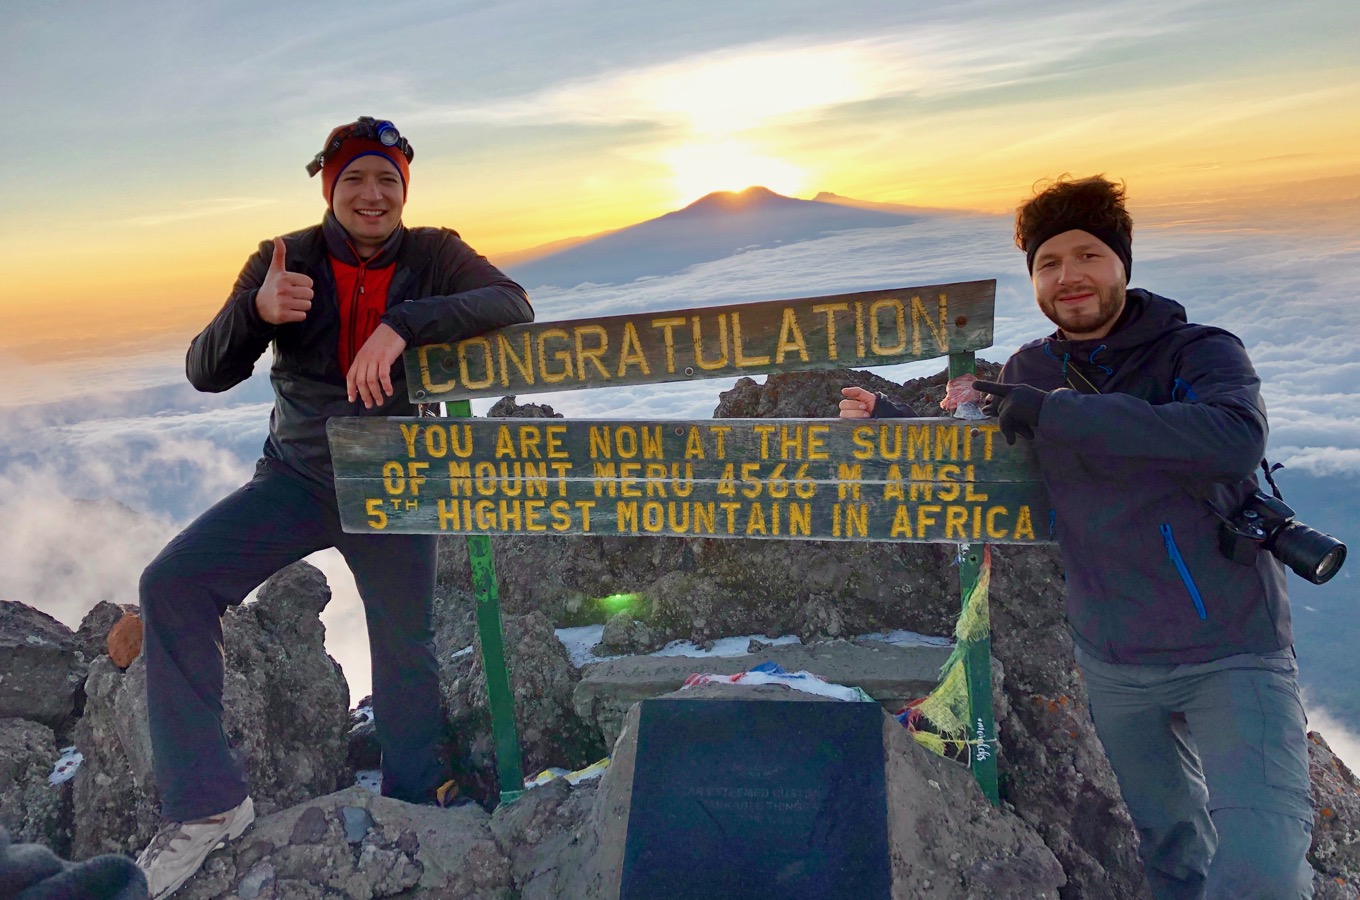 CONGRATULATION
YOU ARE NOW AT THE SUMMIT
OF MOUNT MERU 4566 M AMSL
5TH HIGHEST MOUNTAIN IN AFRICA